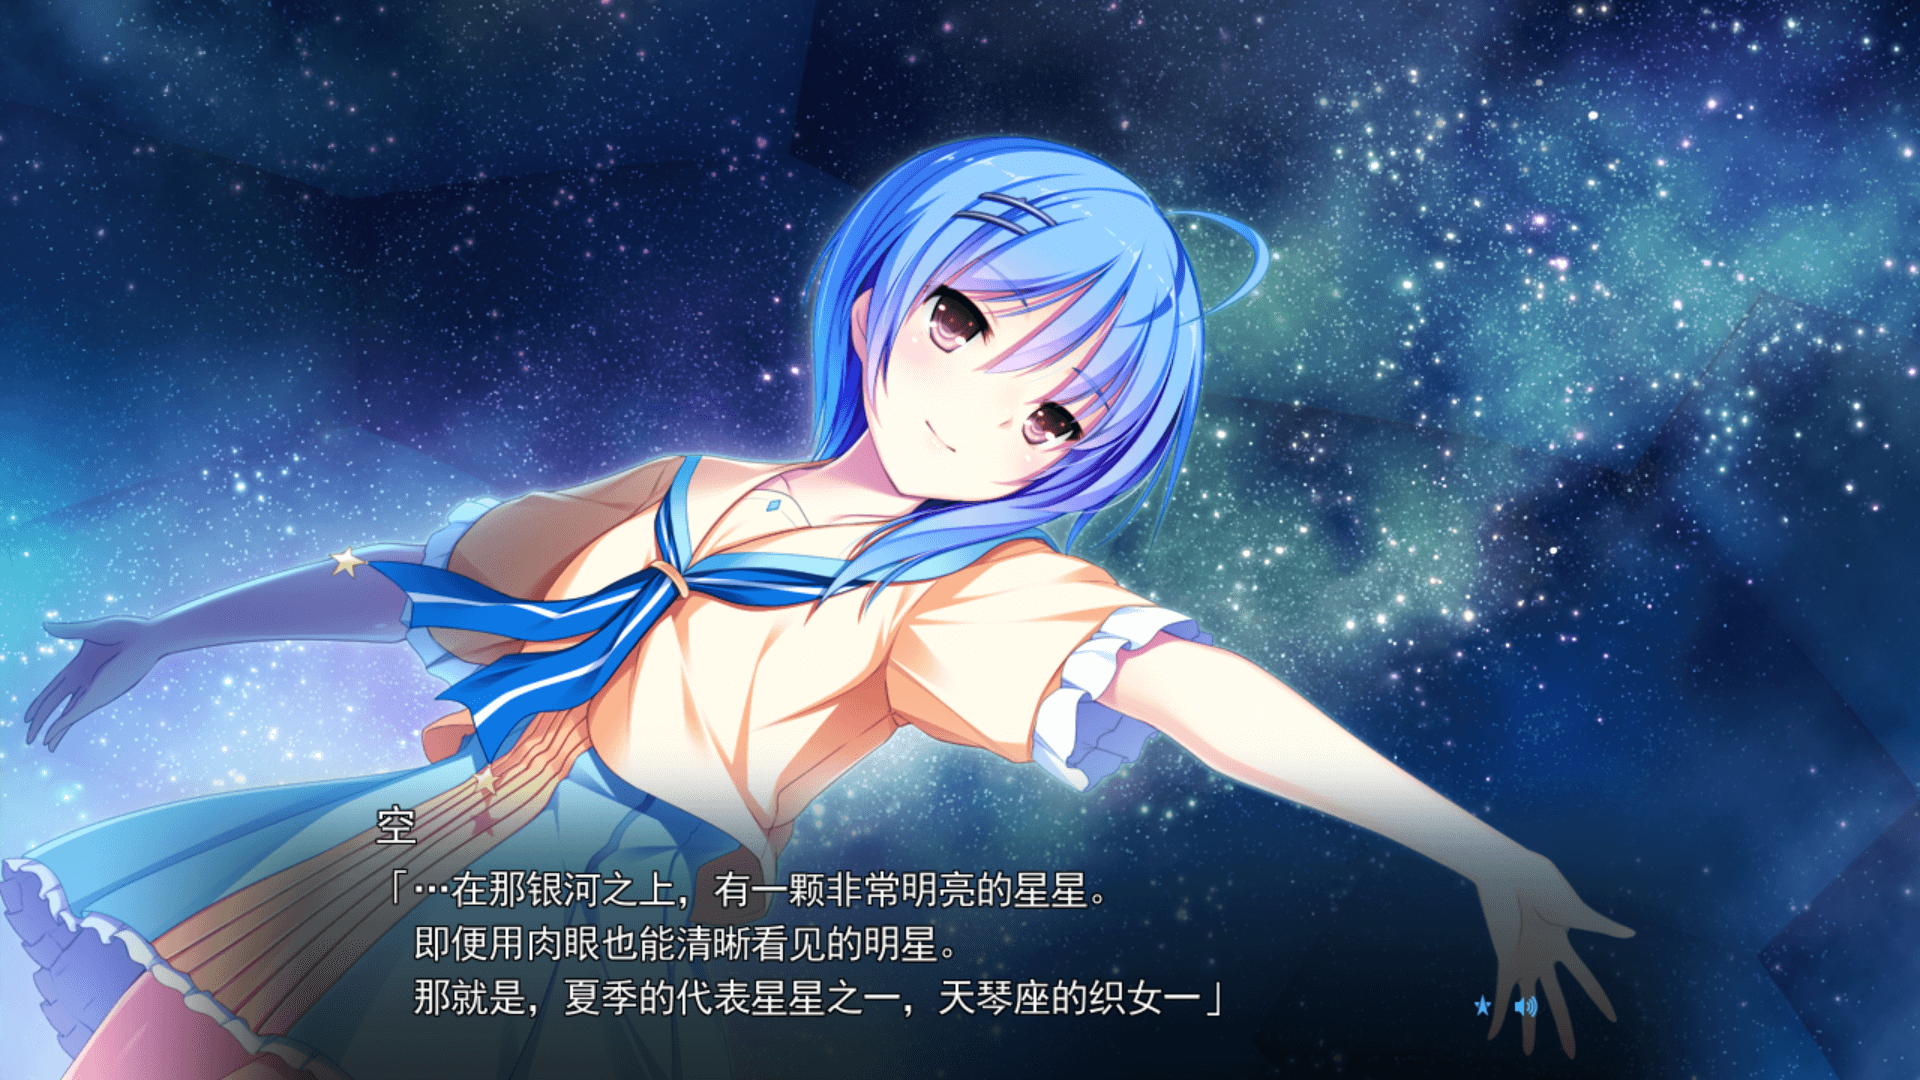 空
「…在那银河之上，有一颗非常明亮的星星。
即便用肉眼也能清晰看见的明星。
那就是，夏季的代表星星之一，天琴座的织女一」